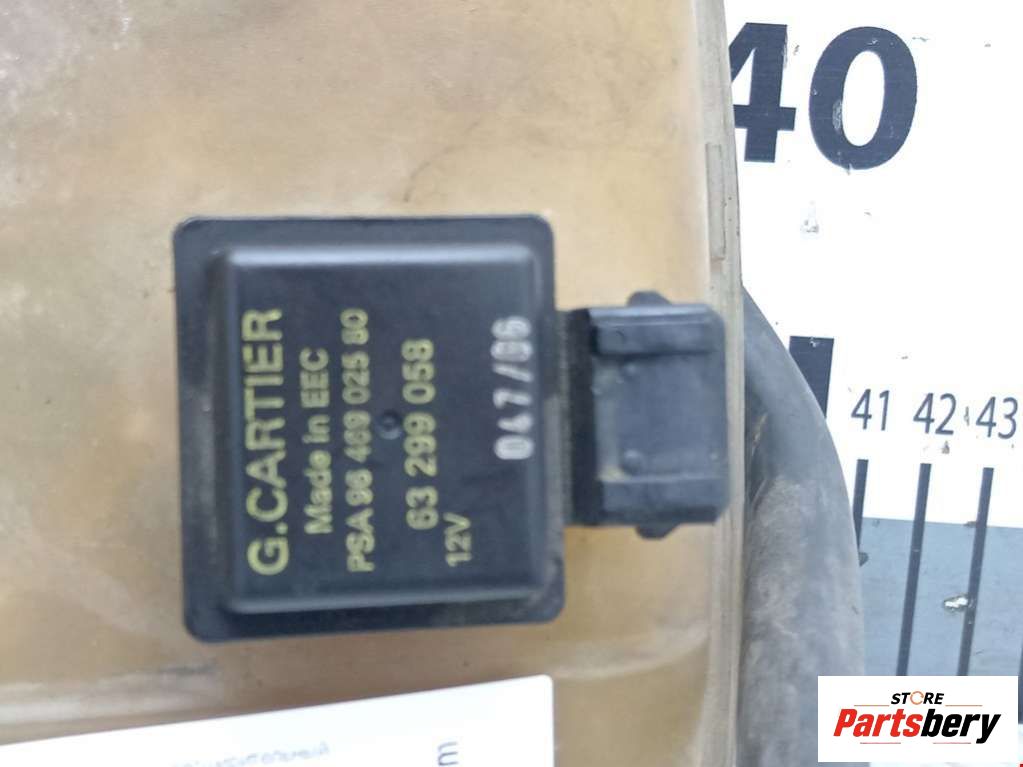 G.CARTIER
Made in EEC
PSA 96 469 025 80
63 299 058
12V
047/06
40
41 42 43
m
STORE
Partsbery